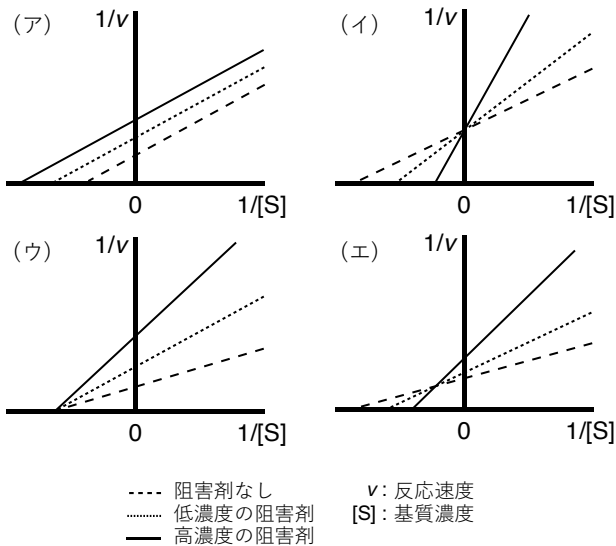 (ア)
1/v
0
1/[S]
(イ)
1/v
0
1/[S]
(ウ)
1/v
0
1/[S]
(エ)
1/v
0
1/[S]
阻害剤なし
低濃度の阻害剤
高濃度の阻害剤
v:反応速度
[S]:基質濃度